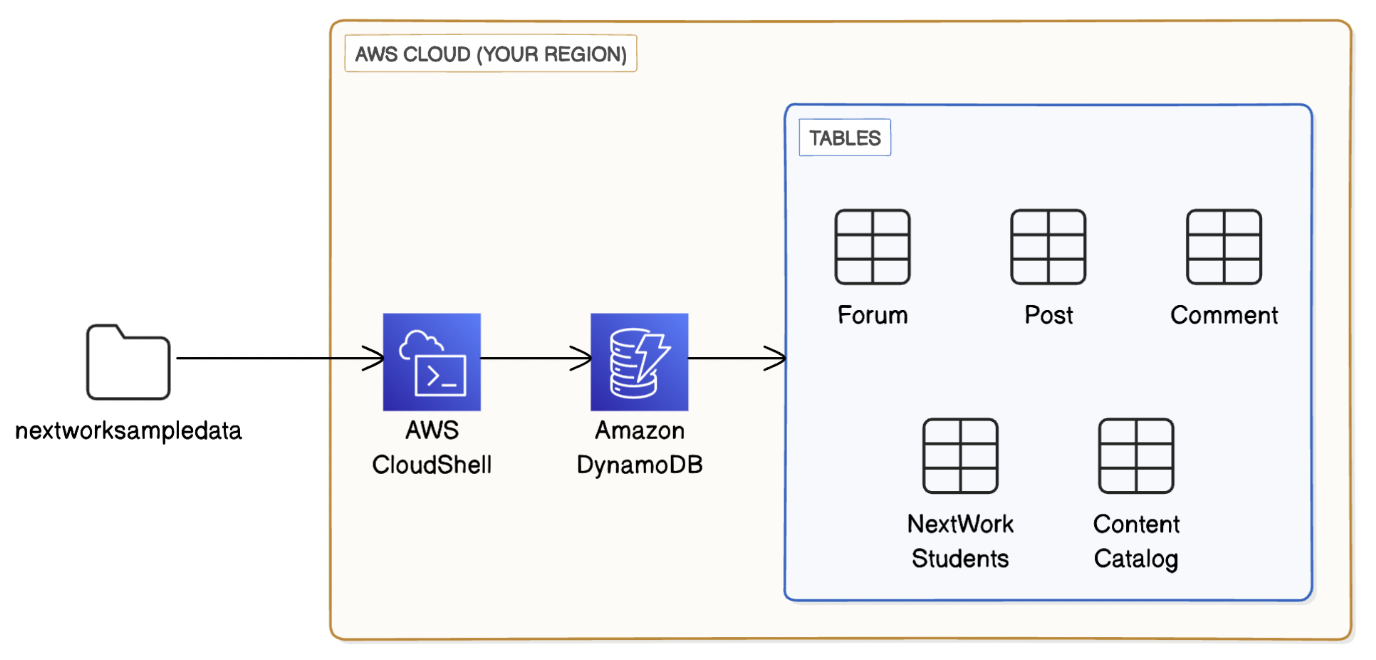 AWS CLOUD (YOUR REGION)
TABLES
Forum
Post
Comment
nextworksampledata
AWS
CloudShell
Amazon
DynamoDB
NextWork
Students
Content
Catalog